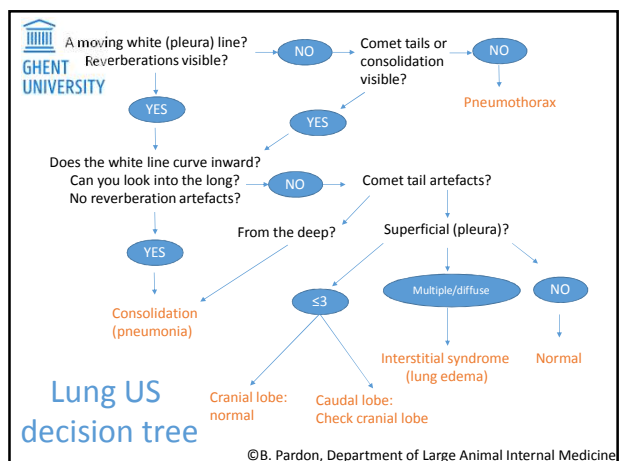 GHENT
UNIVERSITY
A moving white (pleura) line?
Reverberations visible?
NO
Comet tails or
consolidation
visible?
NO
Pneumothorax
YES
YES
Does the white line curve inward?
Can you look into the long?
No reverberation artefacts?
NO
Comet tail artefacts?
YES
From the deep?
Superficial (pleura)?
Consolidation
(pneumonia)
≤3
Multiple/diffuse
NO
Cranial lobe:
normal
Caudal lobe:
Check cranial lobe
Interstitial syndrome
(lung edema)
Normal
Lung US
decision tree
©B. Pardon, Department of Large Animal Internal Medicine